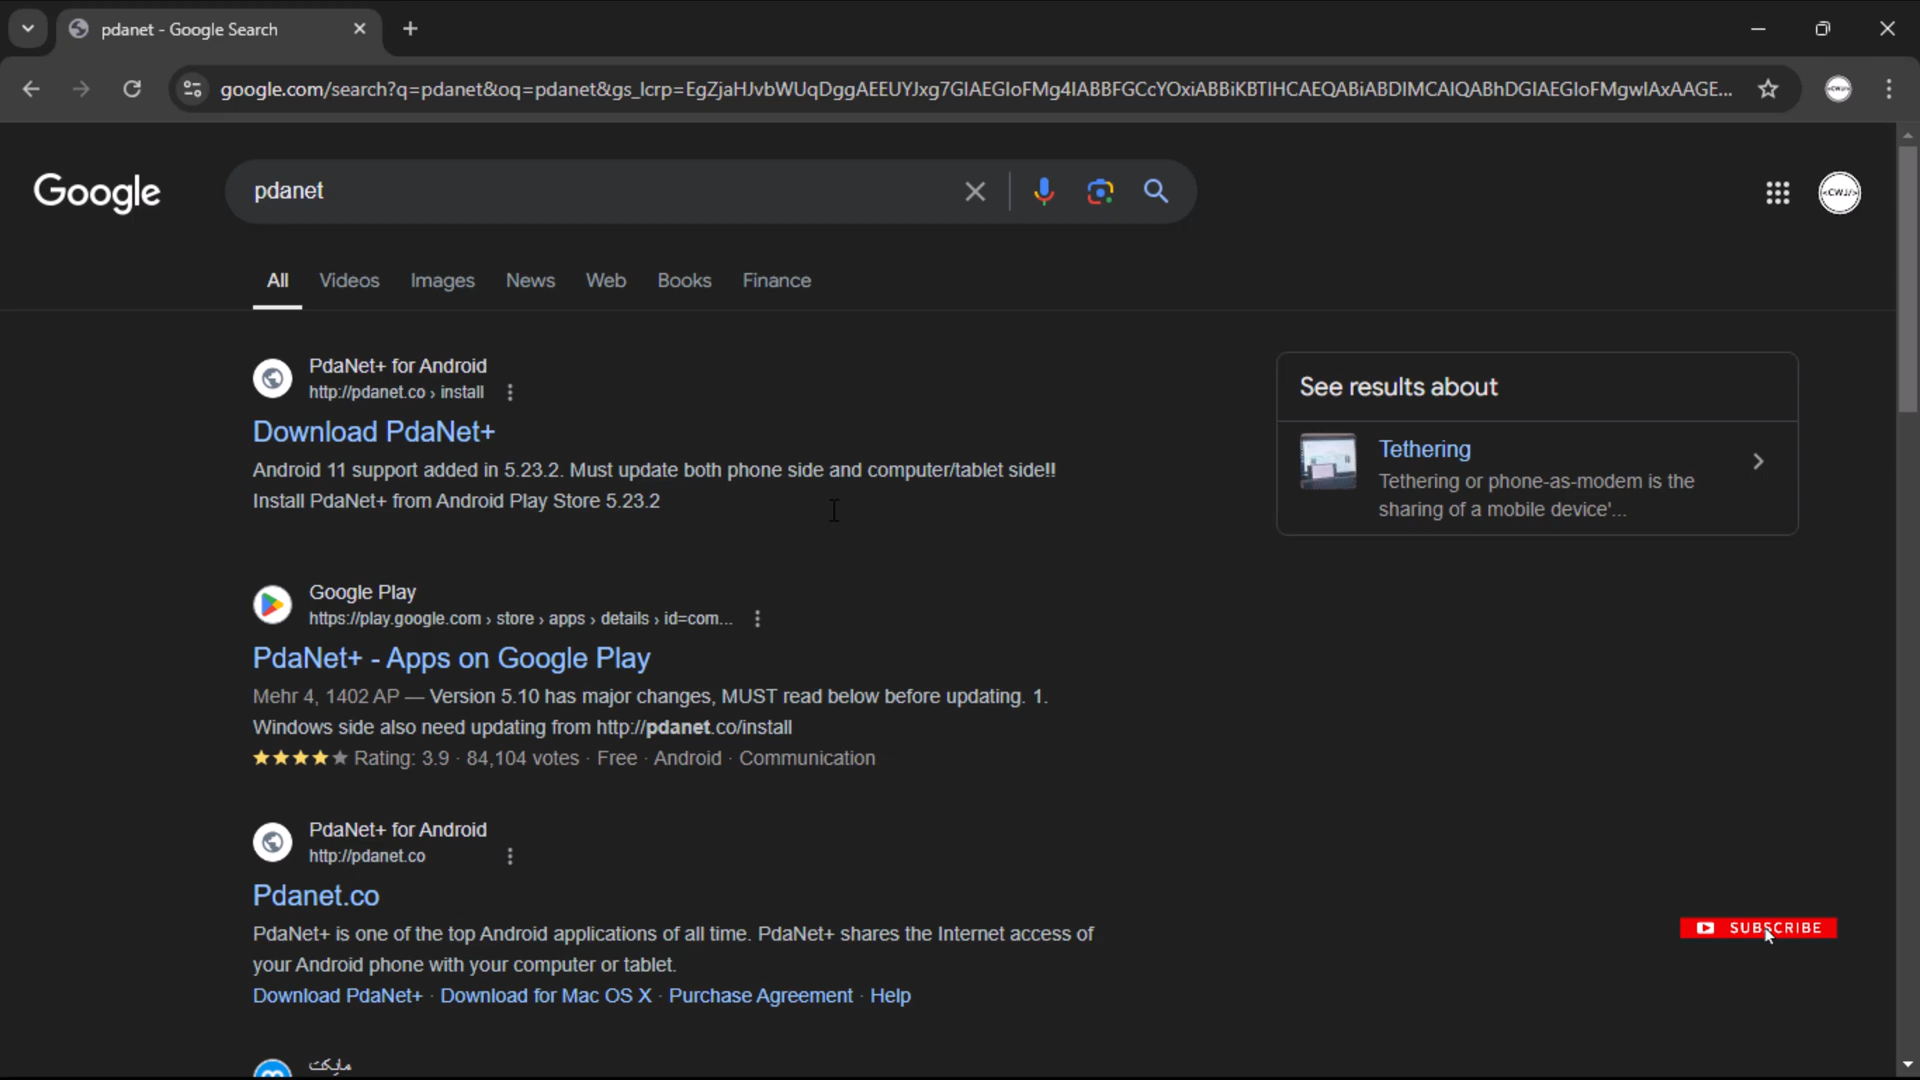 pdanet - Google Search
google.com/search?q=pdanet&oq=pdanet&gs_lcrp=EgZjaHJvbWUqDggAEEUYJxg7GIAEGIoFMg4IABBFGCcYOxiABBiKBTIHCAEQABiABDIMCAIQABhDGIAEGIoFMgwIAxAAGE...
Google
pdanet
<CWJ/>
All Videos Images News Web Books Finance
PdaNet+ for Android
http://pdanet.co › install
Download PdaNet+
Android 11 support added in 5.23.2. Must update both phone side and computer/tablet side!!
Install PdaNet+ from Android Play Store 5.23.2
See results about
Tethering
Tethering or phone-as-modem is the
sharing of a mobile device'...
Google Play
https://play.google.com › store › apps › details › id=com...
PdaNet+ - Apps on Google Play
Mehr 4, 1402 AP — Version 5.10 has major changes, MUST read below before updating. 1.
Windows side also need updating from http://pdanet.co/install
Rating: 3.9 · 84,104 votes · Free · Android · Communication
PdaNet+ for Android
http://pdanet.co
Pdanet.co
PdaNet+ is one of the top Android applications of all time. PdaNet+ shares the Internet access of
your Android phone with your computer or tablet.
Download PdaNet+ · Download for Mac OS X · Purchase Agreement · Help
SUBSCRIBE
مایکت